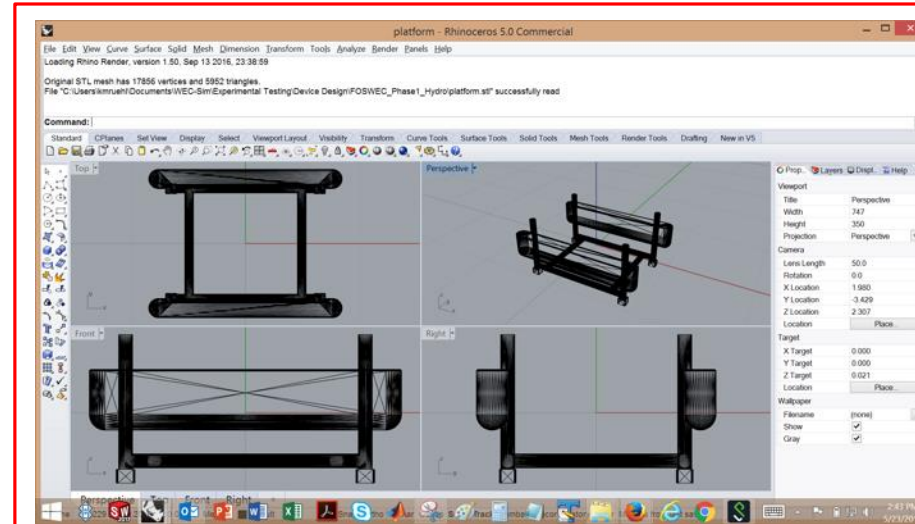 platform - Rhinoceros 5.0 Commercial
File Edit View Curve Surface Solid Mesh Dimension Transform Tools Analyze Render Panels Help
Loading Rhino Render, version 1.50, Sep 13 2016, 23:38:59
Original STL mesh has 17856 vertices and 5952 triangles.
File "C:\Users\kmruehl\Documents\WEC-Sim\Experimental Testing\Device Design\FOSWEC_Phase1_Hydro\platform.stl" successfully read
Command:
Standard CPlanes Set View Display Select Viewport Layout Visibility Transform Curve Tools Surface Tools Solid Tools Mesh Tools Render Tools Drafting New in V5
Top
Perspective
Front
Right
Prop.. Layers Displ.. Help
Viewport
Title Perspective
Width 747
Height 350
Projection Perspective
Camera
Lens Length 50.0
Rotation 0.0
X Location 1.980
Y Location -3.429
Z Location 2.307
Location Place...
Target
X Target 0.000
Y Target 0.000
Z Target 0.021
Location Place...
Wallpaper
Filename (none)
Show
Gray
Perspective Top Front Right
2:47 PM